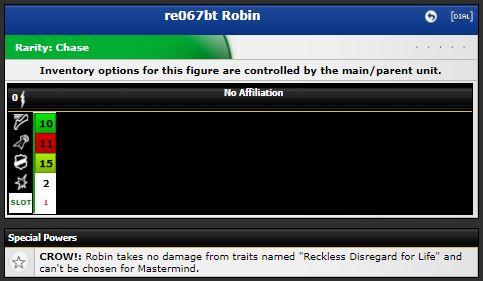 re067bt Robin
[DIAL]
Rarity: Chase
Inventory options for this figure are controlled by the main/parent unit.
0
No Affiliation
10
11
15
2
SLOT 1
Special Powers
CROW!: Robin takes no damage from traits named "Reckless Disregard for Life" and
can't be chosen for Mastermind.